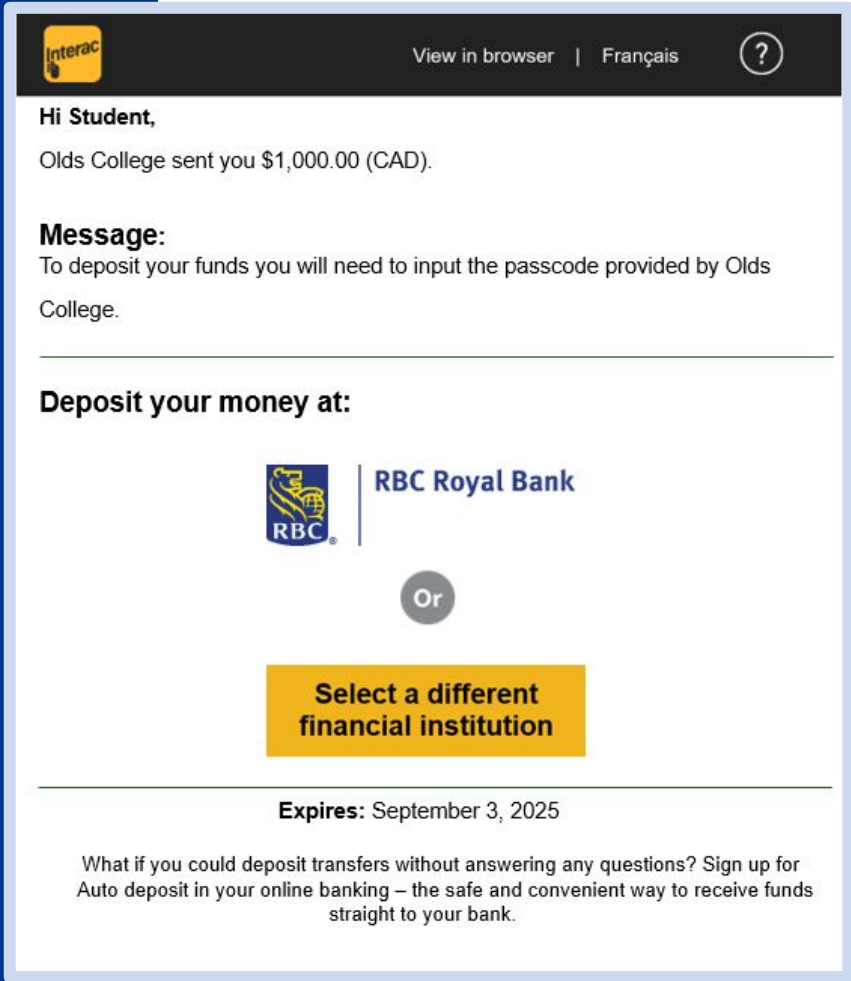 Interac
View in browser | Français ?
Hi Student,
Olds College sent you $1,000.00 (CAD).
Message:
To deposit your funds you will need to input the passcode provided by Olds
College.
Deposit your money at:
RBC Royal Bank
RBC®
Or
Select a different
financial institution
Expires: September 3, 2025
What if you could deposit transfers without answering any questions? Sign up for
Auto deposit in your online banking – the safe and convenient way to receive funds
straight to your bank.